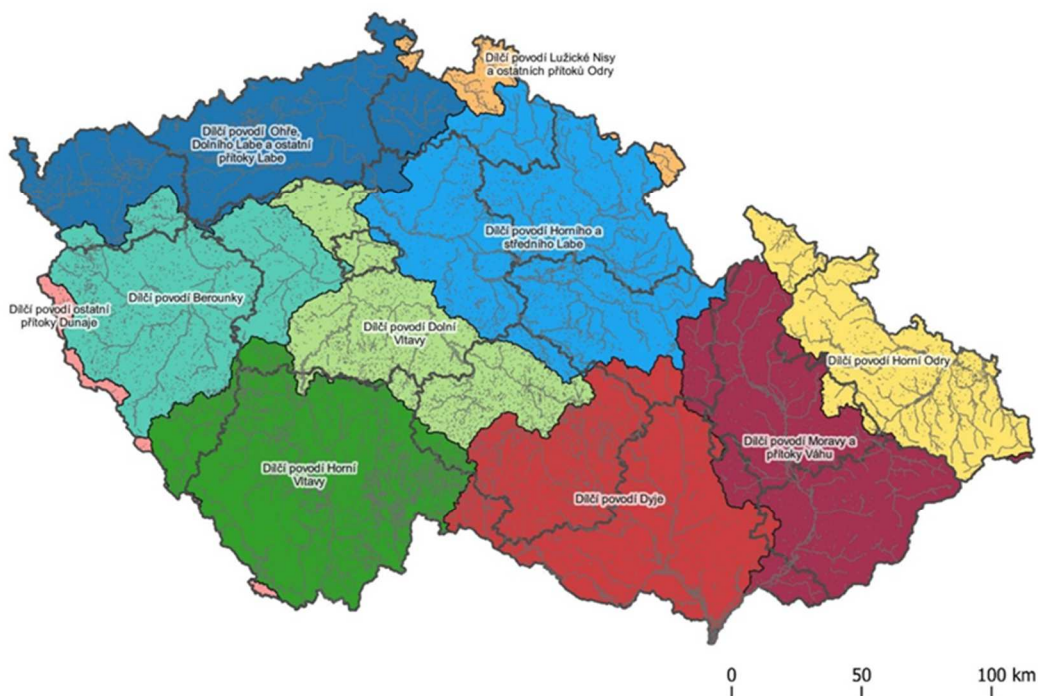 Dílčí povodí Lužické Nisy
a ostatních přítoků Odry
Dílčí povodí Ohře,
Dolního Labe a ostatní
přítoky Labe
Dílčí povodí Horního a
středního Labe
Dílčí povodí Berounky
Dílčí povodí ostatní
přítoky Dunaje
Dílčí povodí Dolní
Vltavy
Dílčí povodí Horní Odry
Dílčí povodí Moravy a
přítoky Váhu
Dílčí povodí Horní
Vltavy
Dílčí povodí Dyje
0 50 100 km